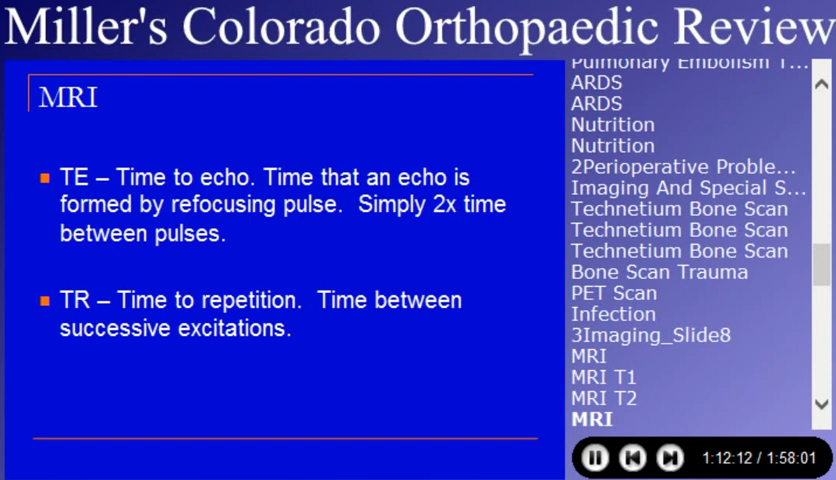 Miller's Colorado Orthopaedic Review
MRI
TE – Time to echo. Time that an echo is
formed by refocusing pulse. Simply 2x time
between pulses.
TR – Time to repetition. Time between
successive excitations.
Pulmonary Embolism T...
ARDS
ARDS
Nutrition
Nutrition
2Perioperative Proble...
Imaging And Special S...
Technetium Bone Scan
Technetium Bone Scan
Technetium Bone Scan
Bone Scan Trauma
PET Scan
Infection
3Imaging_Slide8
MRI
MRI T1
MRI T2
MRI
1:12:12 / 1:58:01